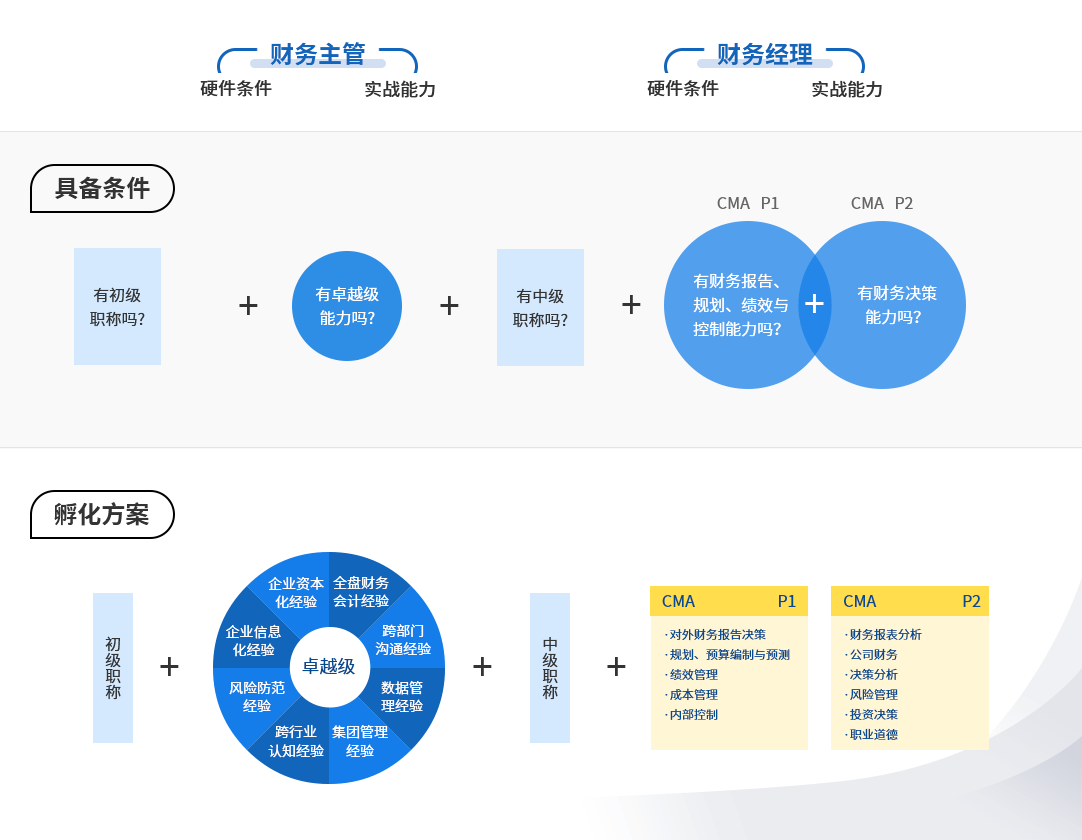 财务主管
硬件条件
实战能力
财务经理
硬件条件
实战能力
具备条件
有初级
职称吗?
+
有卓越级
能力吗?
+
有中级
职称吗?
+
CMA P1
有财务报告、
规划、绩效与
控制能力吗?
+
CMA P2
有财务决策
能力吗?
孵化方案
初级职称
+
企业资本
化经验
全盘财务
会计经验
跨部门
沟通经验
数据管
理经验
集团管理
经验
跨行业
认知经验
风险防范
经验
企业信息
化经验
卓越级
+
中级职称
+
CMA P1
·对外财务报告决策
·规划、预算编制与预测
·绩效管理
·成本管理
·内部控制
CMA P2
·财务报表分析
·公司财务
·决策分析
·风险管理
·投资决策
·职业道德